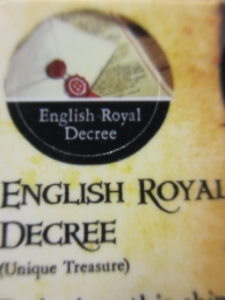 English Royal
Decree
ENGLISH ROYAL
DECREE
(Unique Treasure)